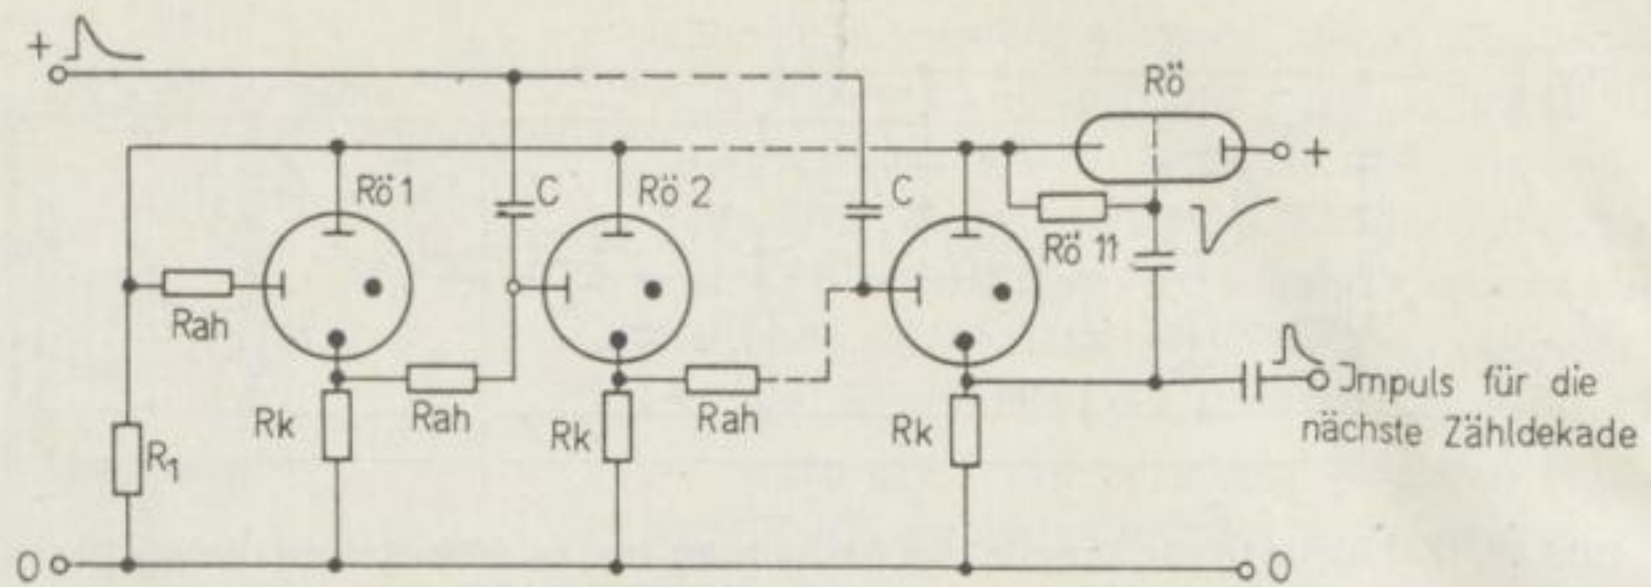 +
Rö
+
Rö 1
C
Rö 2
C
Rö 11
Rah
Rk
Rah
Rk
Rah
Rk
R1
Jmpuls für die
nächste Zähldekade
0
0